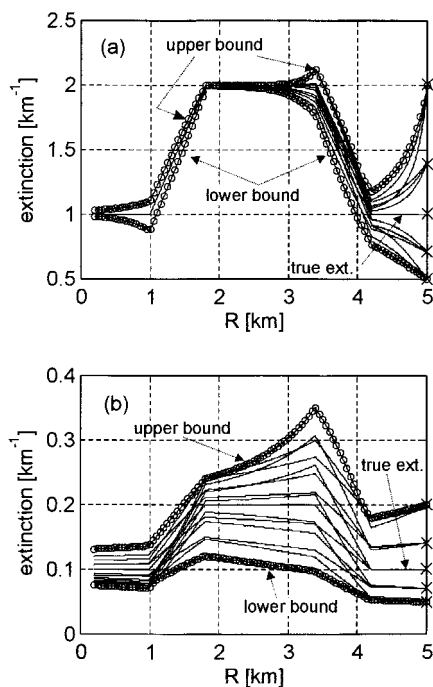 (a)
upper bound
lower bound
true ext.
extinction [km⁻¹]
2.5
2
1.5
1
0.5
0 1 2 3 4 5
R [km]
(b)
upper bound
true ext.
lower bound
extinction [km⁻¹]
0.4
0.3
0.2
0.1
0
0 1 2 3 4 5
R [km]